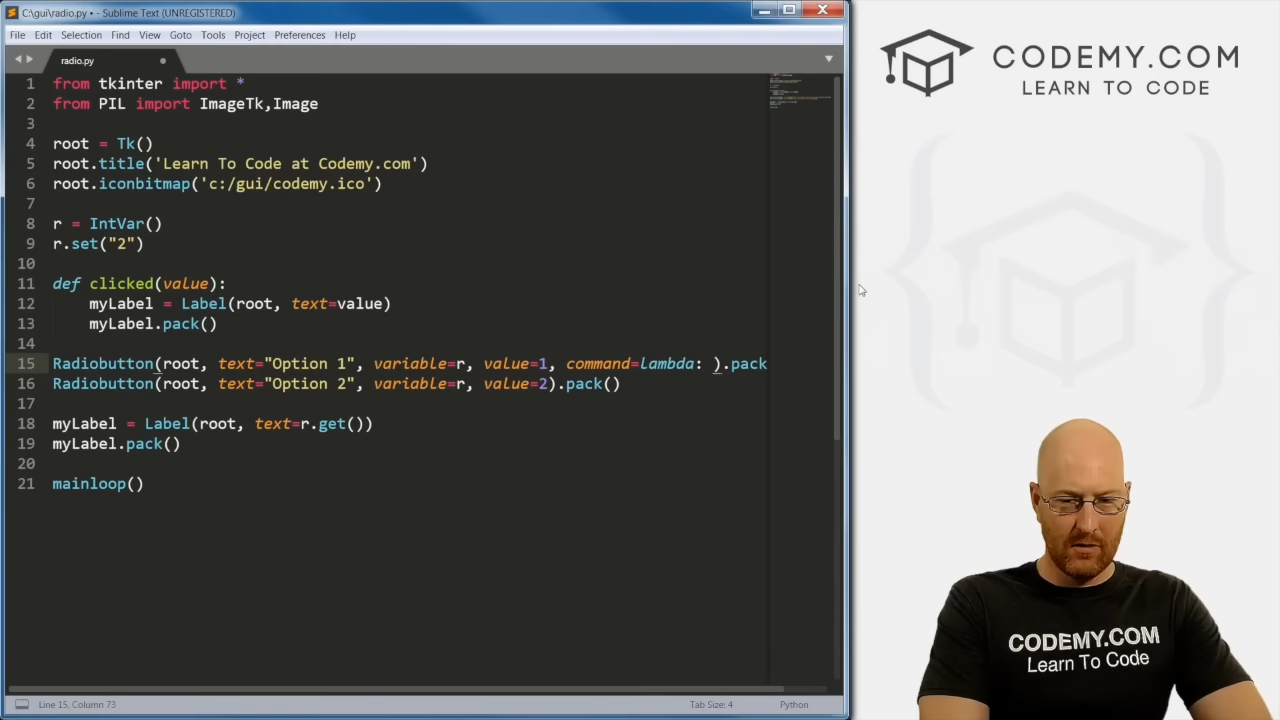 C:\gui\radio.py • - Sublime Text (UNREGISTERED)
File Edit Selection Find View Goto Tools Project Preferences Help
radio.py
1 from tkinter import *
2 from PIL import ImageTk,Image
3
4 root = Tk()
5 root.title('Learn To Code at Codemy.com')
6 root.iconbitmap('c:/gui/codemy.ico')
7
8 r = IntVar()
9 r.set("2")
10
11 def clicked(value):
12 myLabel = Label(root, text=value)
13 myLabel.pack()
14
15 Radiobutton(root, text="Option 1", variable=r, value=1, command=lambda: ).pack
16 Radiobutton(root, text="Option 2", variable=r, value=2).pack()
17
18 myLabel = Label(root, text=r.get())
19 myLabel.pack()
20
21 mainloop()
Line 15, Column 73
Tab Size: 4
Python
CODEMY.COM
LEARN TO CODE
CODEMY.COM
Learn To Code